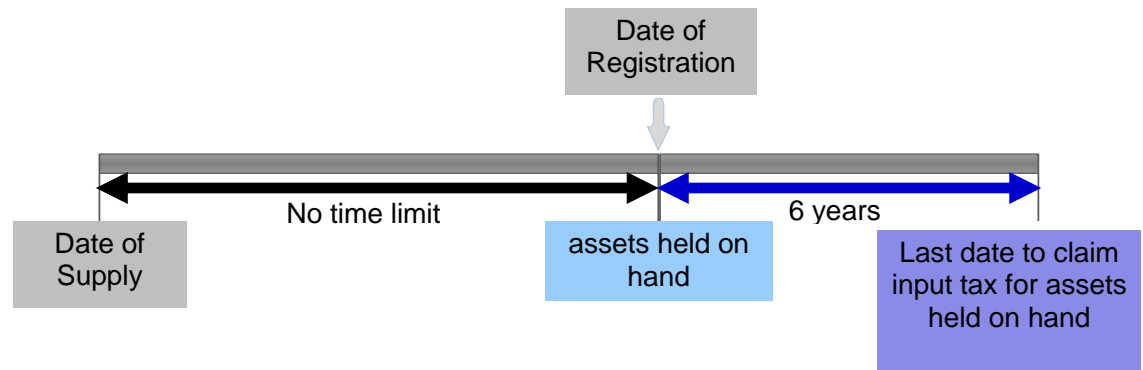 Date of
Registration
No time limit
6 years
Date of
Supply
assets held on
hand
Last date to claim
input tax for assets
held on hand